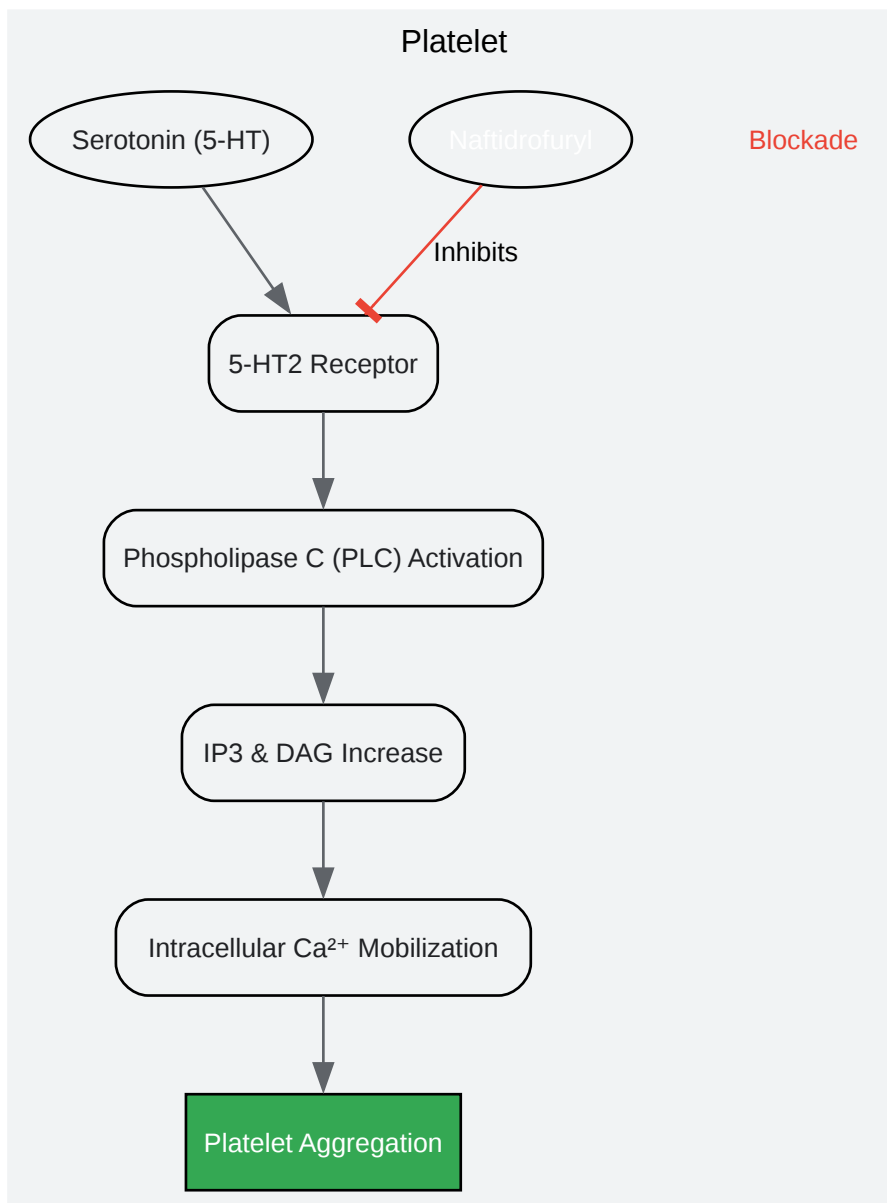 Platelet
Serotonin (5-HT)
Naftidrofuryl
Blockade
Inhibits
5-HT2 Receptor
Phospholipase C (PLC) Activation
IP3 & DAG Increase
Intracellular Ca²⁺ Mobilization
Platelet Aggregation